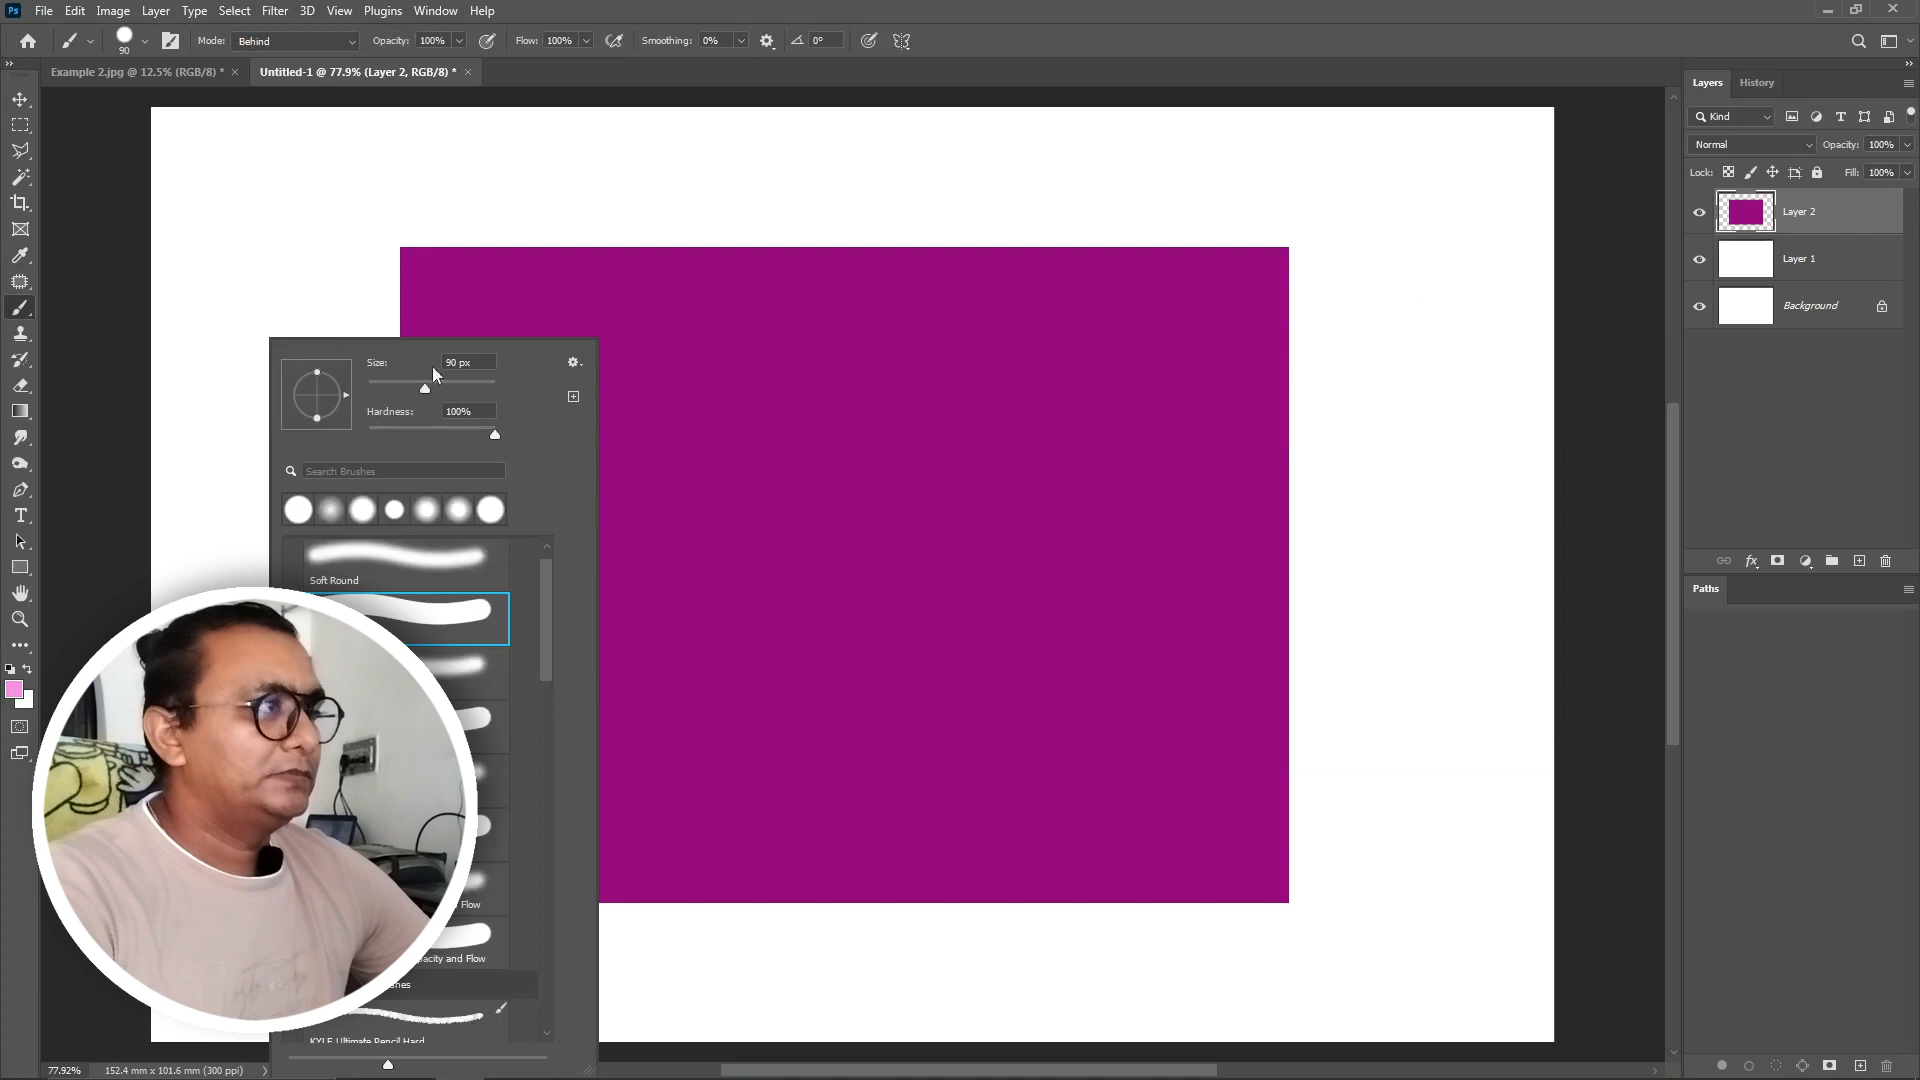 Ps File Edit Image Layer Type Select Filter 3D View Plugins Window Help
90 Mode: Behind Opacity: 100% Flow: 100% Smoothing: 0% 0°
Example 2.jpg @ 12.5% (RGB/8) * Untitled-1 @ 77.9% (Layer 2, RGB/8) *
Layers History
Kind
Normal Opacity: 100%
Lock: Fill: 100%
Layer 2
Layer 1
Background
Paths
Size: 90 px
Hardness: 100%
Search Brushes
Soft Round
Flow
acity and Flow
shes
KYLE Ultimate Pencil Hard
77.92% 152.4 mm x 101.6 mm (300 ppi)